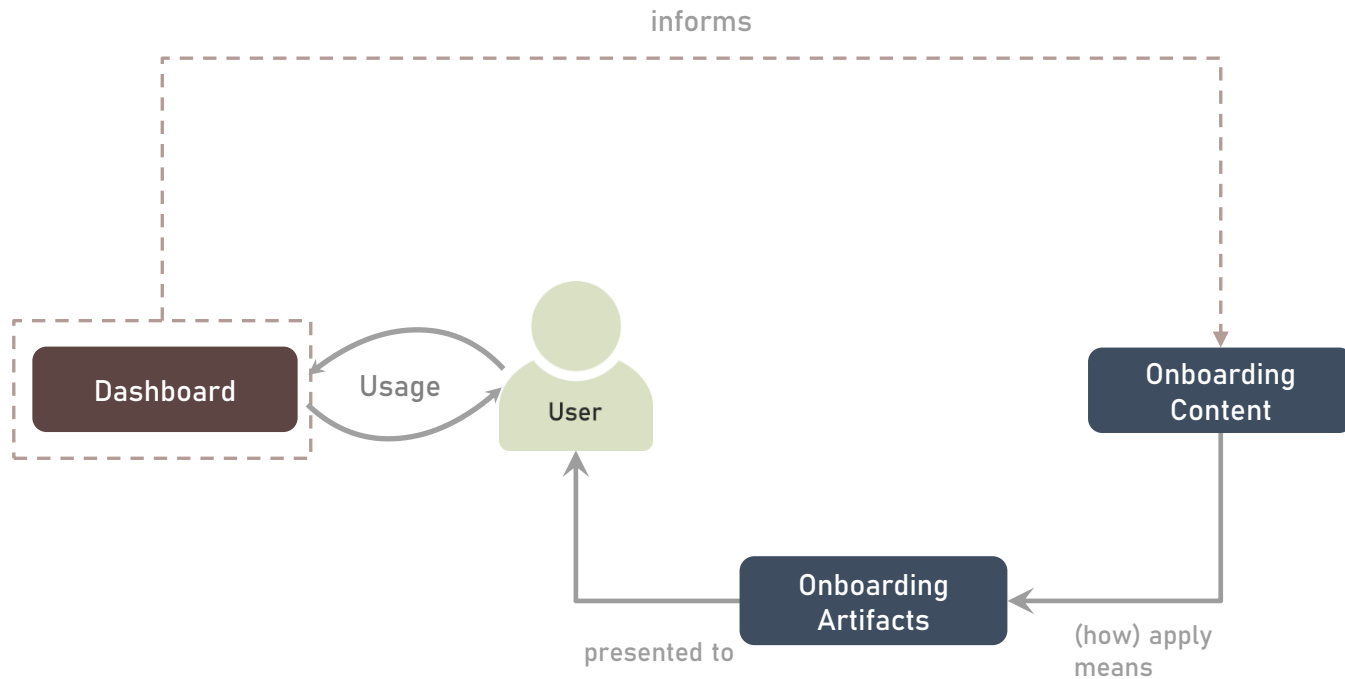 informs
Dashboard
Usage
User
Onboarding
Content
Onboarding
Artifacts
presented to
(how) apply
means